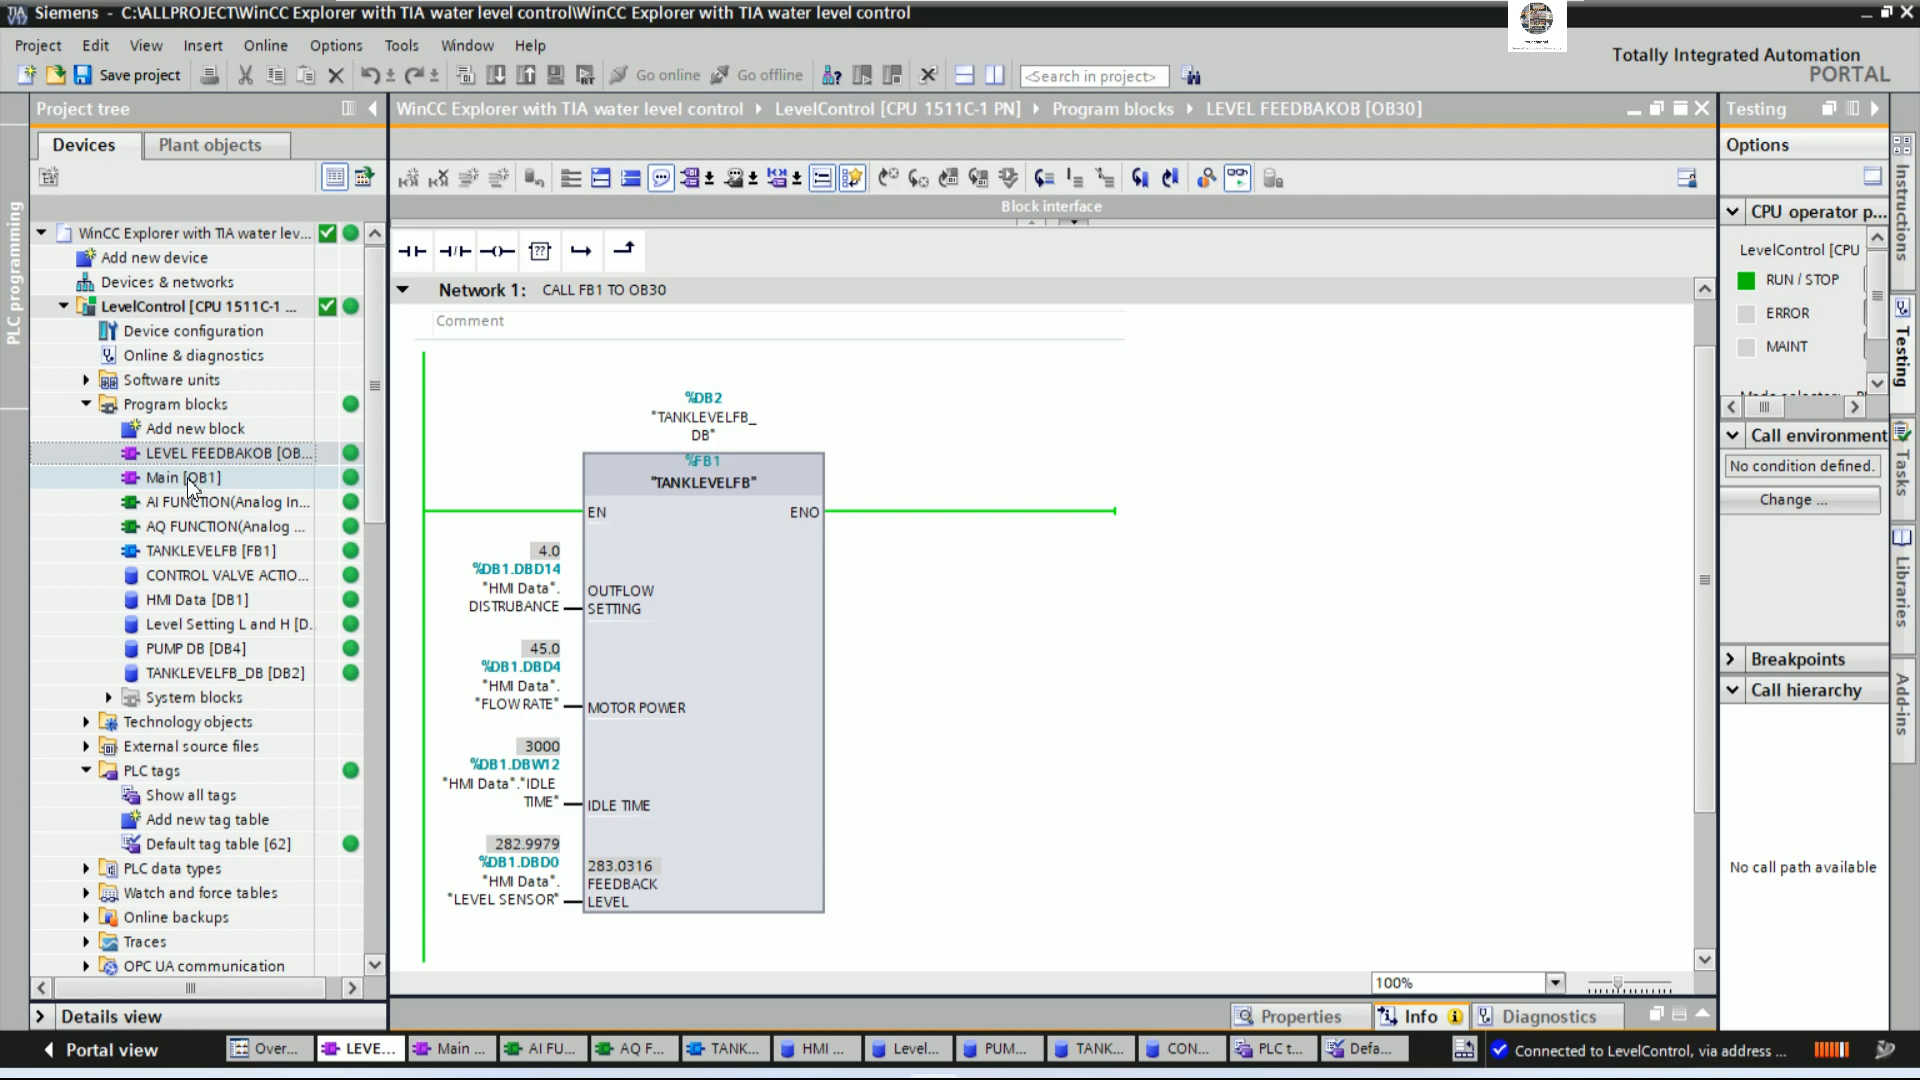 Siemens - C:\ALLPROJECT\WinCC Explorer with TIA water level control\WinCC Explorer with TIA water level control
Project Edit View Insert Online Options Tools Window Help
Totally Integrated Automation
PORTAL
Save project Go online Go offline <Search in project>
Project tree
WinCC Explorer with TIA water level control LevelControl [CPU 1511C-1 PN] Program blocks LEVEL FEEDBAKOB [OB30]
Testing
Devices
Plant objects
Options
Block interface
PLC programming
WinCC Explorer with TIA water lev...
Add new device
Devices & networks
LevelControl [CPU 1511C-1 ...
Device configuration
Online & diagnostics
Software units
Program blocks
Add new block
LEVEL FEEDBAKOB [OB...
Main [OB1]
AI FUNCTION(Analog In...
AQ FUNCTION(Analog ...
TANKLEVELFB [FB1]
CONTROL VALVE ACTIO...
HMI Data [DB1]
Level Setting L and H [D...
PUMP DB [DB4]
TANKLEVELFB_DB [DB2]
System blocks
Technology objects
External source files
PLC tags
Show all tags
Add new tag table
Default tag table [62]
PLC data types
Watch and force tables
Online backups
Traces
OPC UA communication
Details view
??
Network 1: CALL FB1 TO OB30
Comment
%DB2
"TANKLEVELFB_
DB"
%FB1
"TANKLEVELFB"
EN ENO
4.0
%DB1.DBD14
"HMI Data".
DISTRUBANCE
OUTFLOW
SETTING
45.0
%DB1.DBD4
"HMI Data".
"FLOW RATE"
MOTOR POWER
3000
%DB1.DBW12
"HMI Data"."IDLE
TIME"
IDLE TIME
282.9979
%DB1.DBD0
"HMI Data".
"LEVEL SENSOR"
283.0316
FEEDBACK
LEVEL
100%
Properties Info Diagnostics
CPU operator p...
LevelControl [CPU
RUN / STOP
ERROR
MAINT
Call environment
No condition defined.
Change ...
Breakpoints
Call hierarchy
No call path available
Instructions
Testing
Tasks
Libraries
Add-ins
Portal view Over... LEVE... Main ... AI FU... AQ F... TANK... HMI ... Level... PUM... TANK... CON... PLC t... Defa... Connected to LevelControl, via address ...